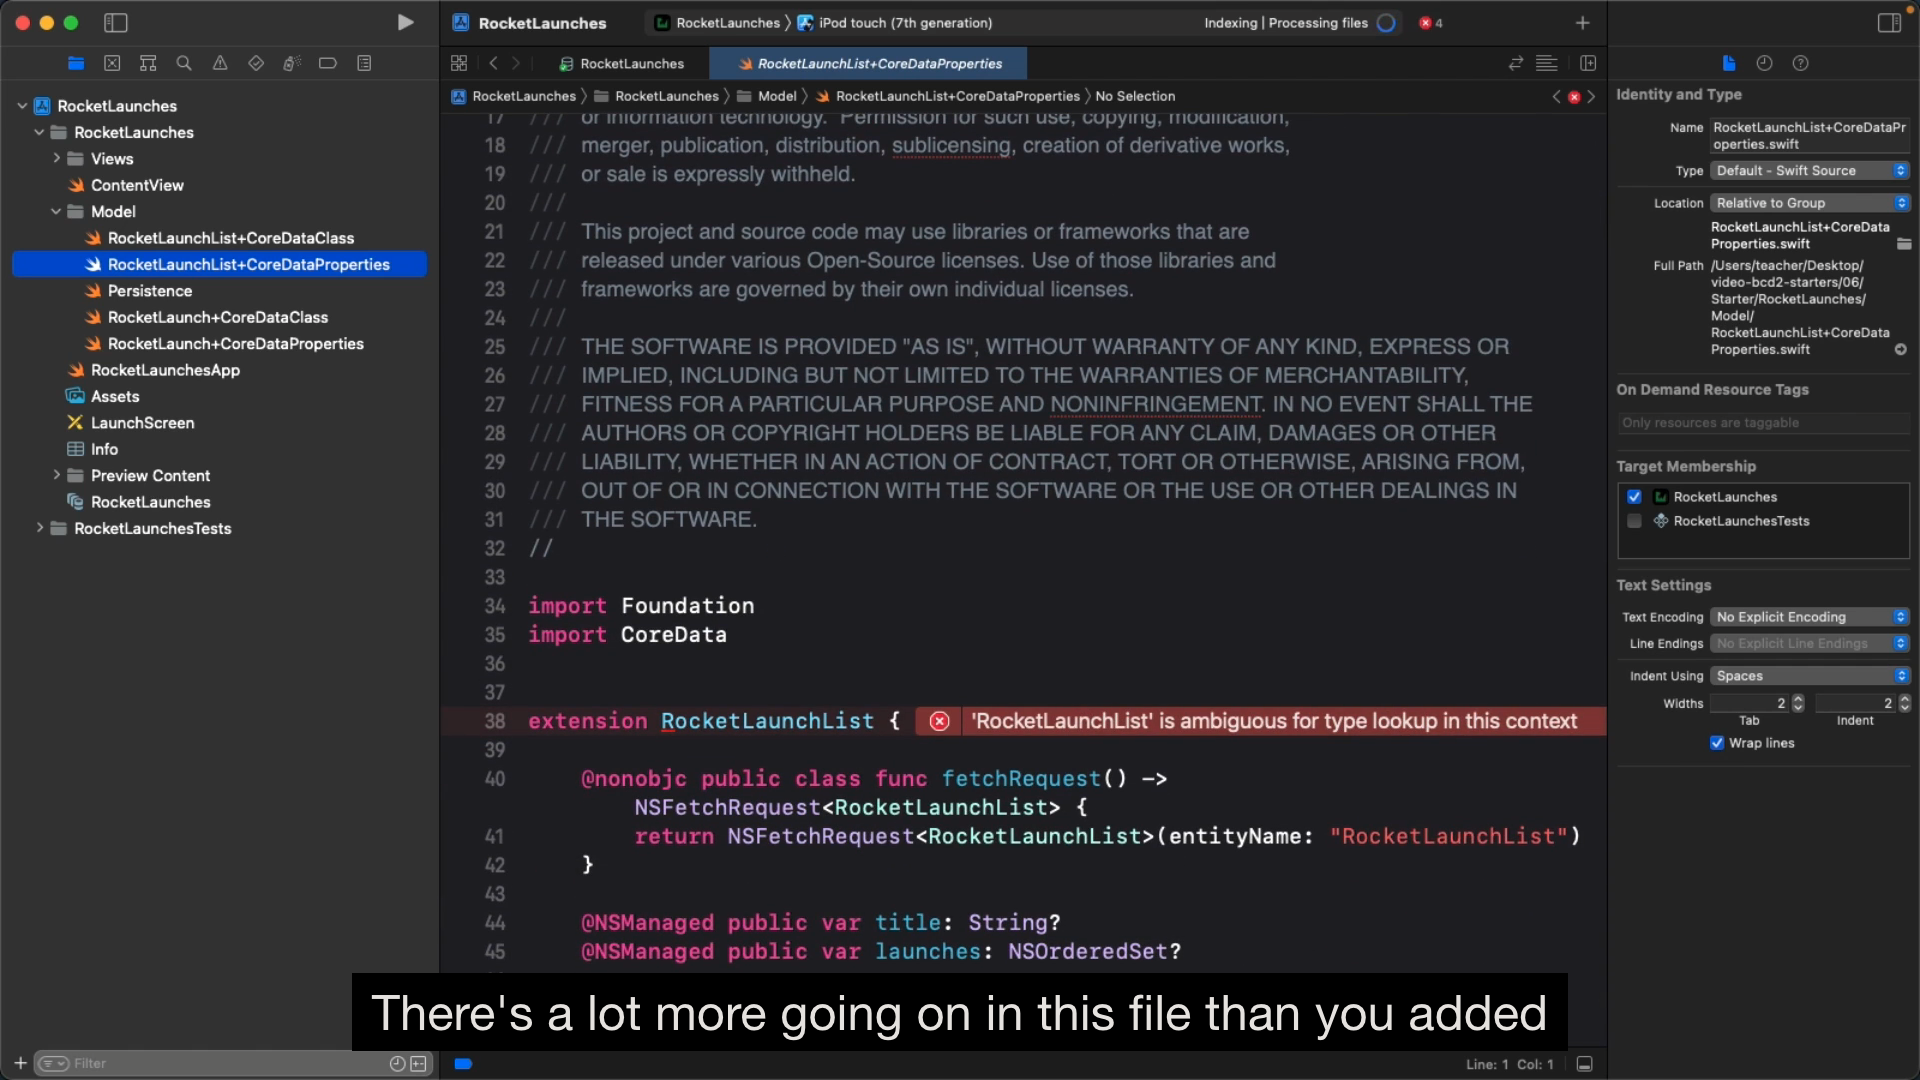 RocketLaunches
RocketLaunches
iPod touch (7th generation)
Indexing | Processing files
4
RocketLaunches
RocketLaunchList+CoreDataProperties
RocketLaunches
RocketLaunches
Model
RocketLaunchList+CoreDataProperties
No Selection
RocketLaunches
RocketLaunches
Views
ContentView
Model
RocketLaunchList+CoreDataClass
RocketLaunchList+CoreDataProperties
Persistence
RocketLaunch+CoreDataClass
RocketLaunch+CoreDataProperties
RocketLaunchesApp
Assets
LaunchScreen
Info
Preview Content
RocketLaunches
RocketLaunchesTests
Filter
17 /// or information technology.  Permission for such use, copying, modification,
18 /// merger, publication, distribution, sublicensing, creation of derivative works,
19 /// or sale is expressly withheld.
20 ///
21 /// This project and source code may use libraries or frameworks that are
22 /// released under various Open-Source licenses. Use of those libraries and
23 /// frameworks are governed by their own individual licenses.
24 ///
25 /// THE SOFTWARE IS PROVIDED "AS IS", WITHOUT WARRANTY OF ANY KIND, EXPRESS OR
26 /// IMPLIED, INCLUDING BUT NOT LIMITED TO THE WARRANTIES OF MERCHANTABILITY,
27 /// FITNESS FOR A PARTICULAR PURPOSE AND NONINFRINGEMENT. IN NO EVENT SHALL THE
28 /// AUTHORS OR COPYRIGHT HOLDERS BE LIABLE FOR ANY CLAIM, DAMAGES OR OTHER
29 /// LIABILITY, WHETHER IN AN ACTION OF CONTRACT, TORT OR OTHERWISE, ARISING FROM,
30 /// OUT OF OR IN CONNECTION WITH THE SOFTWARE OR THE USE OR OTHER DEALINGS IN
31 /// THE SOFTWARE.
32 //
33
34 import Foundation
35 import CoreData
36
37
38 extension RocketLaunchList { 'RocketLaunchList' is ambiguous for type lookup in this context
39
40 @nonobjc public class func fetchRequest() ->
NSFetchRequest<RocketLaunchList> {
41 return NSFetchRequest<RocketLaunchList>(entityName: "RocketLaunchList")
42 }
43
44 @NSManaged public var title: String?
45 @NSManaged public var launches: NSOrderedSet?
There's a lot more going on in this file than you added
Line: 1 Col: 1
Identity and Type
Name RocketLaunchList+CoreDataPr
operties.swift
Type Default - Swift Source
Location Relative to Group
RocketLaunchList+CoreData
Properties.swift
Full Path /Users/teacher/Desktop/
video-bcd2-starters/06/
Starter/RocketLaunches/
Model/
RocketLaunchList+CoreData
Properties.swift
On Demand Resource Tags
Only resources are taggable
Target Membership
RocketLaunches
RocketLaunchesTests
Text Settings
Text Encoding No Explicit Encoding
Line Endings No Explicit Line Endings
Indent Using Spaces
Widths 2 2
Tab Indent
Wrap lines